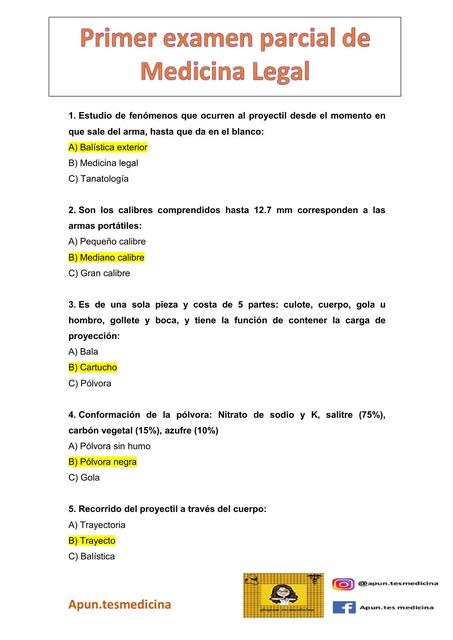 Primer examen parcial de
Medicina Legal
1. Estudio de fenómenos que ocurren al proyectil desde el momento en
que sale del arma, hasta que da en el blanco:
A) Balística exterior
B) Medicina legal
C) Tanatología
2. Son los calibres comprendidos hasta 12.7 mm corresponden a las
armas portátiles:
A) Pequeño calibre
B) Mediano calibre
C) Gran calibre
3. Es de una sola pieza y costa de 5 partes: culote, cuerpo, gola u
hombro, gollete y boca, y tiene la función de contener la carga de
proyección:
A) Bala
B) Cartucho
C) Pólvora
4. Conformación de la pólvora: Nitrato de sodio y K, salitre (75%),
carbón vegetal (15%), azufre (10%)
A) Pólvora sin humo
B) Pólvora negra
C) Gola
5. Recorrido del proyectil a través del cuerpo:
A) Trayectoria
B) Trayecto
C) Balística
Apun.tesmedicina
@apun.tesmedicina
Apun.tes medicina